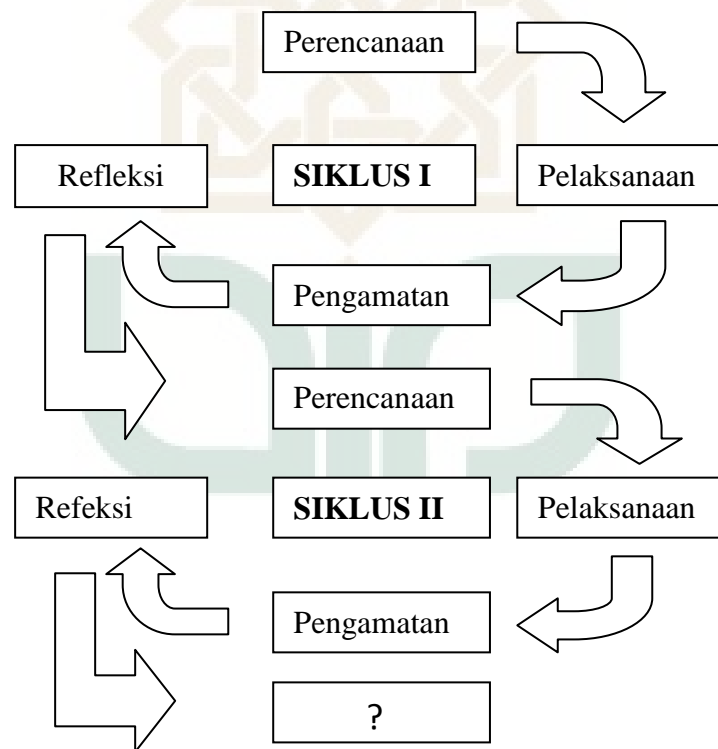 Perencanaan
Refleksi
SIKLUS I
Pelaksanaan
Pengamatan
Perencanaan
Refeksi
SIKLUS II
Pelaksanaan
Pengamatan
?